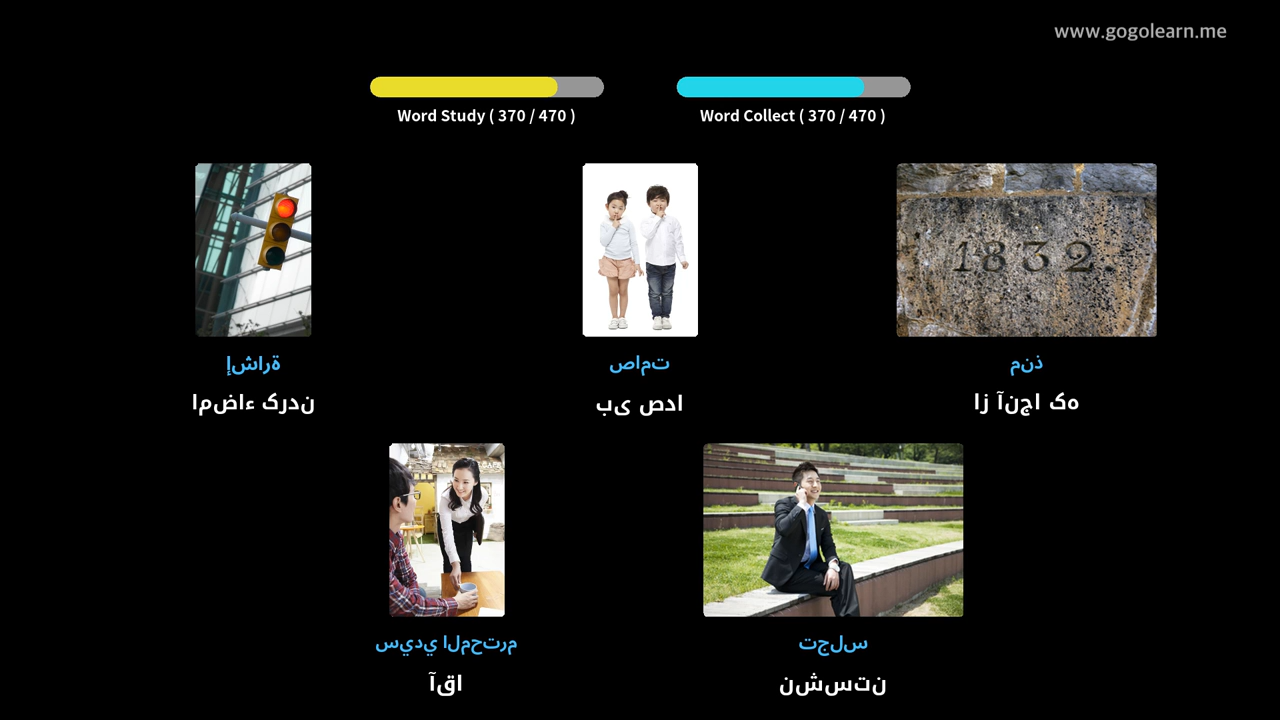 www.gogolearn.me
Word Study ( 370 / 470 )
Word Collect ( 370 / 470 )
إشارة
صامت
منذ
امضاء کردن
بی صدا
از آنجا که
سيدي المحترم
تجلس
آقا
نشستن